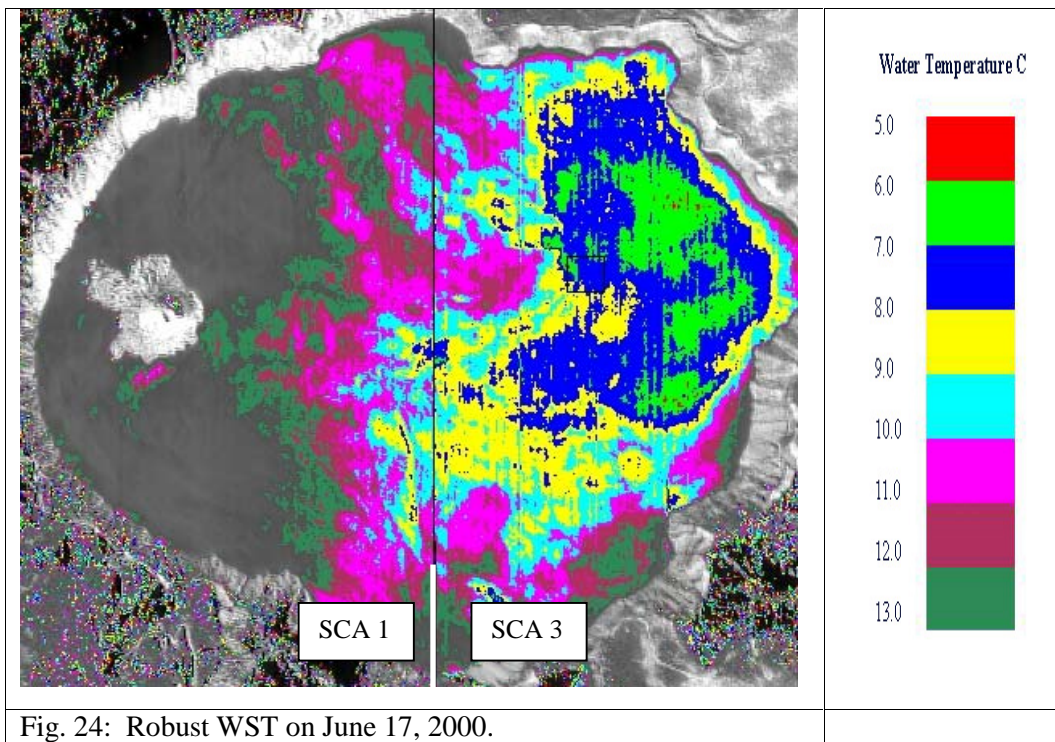 Water Temperature C
5.0
6.0
7.0
8.0
9.0
10.0
11.0
12.0
13.0
SCA 1
SCA 3
Fig. 24: Robust WST on June 17, 2000.